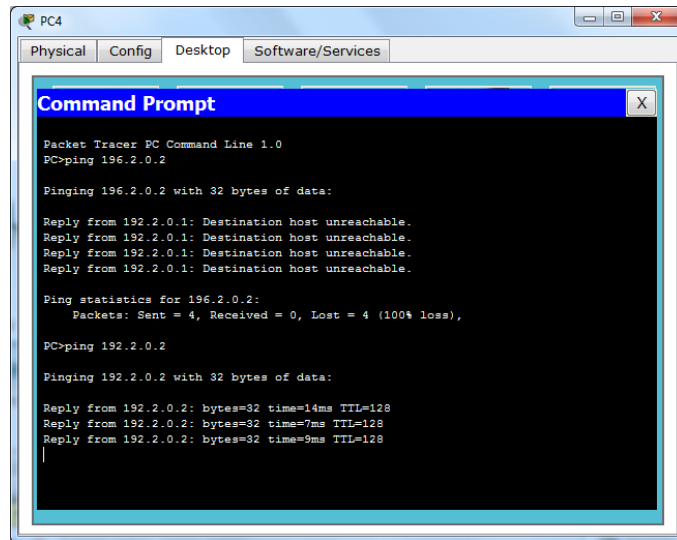 PC4
Physical Config Desktop Software/Services
Command Prompt
X
Packet Tracer PC Command Line 1.0
PC>ping 196.2.0.2
Pinging 196.2.0.2 with 32 bytes of data:
Reply from 192.2.0.1: Destination host unreachable.
Reply from 192.2.0.1: Destination host unreachable.
Reply from 192.2.0.1: Destination host unreachable.
Reply from 192.2.0.1: Destination host unreachable.
Ping statistics for 196.2.0.2:
Packets: Sent = 4, Received = 0, Lost = 4 (100% loss),
PC>ping 192.2.0.2
Pinging 192.2.0.2 with 32 bytes of data:
Reply from 192.2.0.2: bytes=32 time=14ms TTL=128
Reply from 192.2.0.2: bytes=32 time=7ms TTL=128
Reply from 192.2.0.2: bytes=32 time=9ms TTL=128